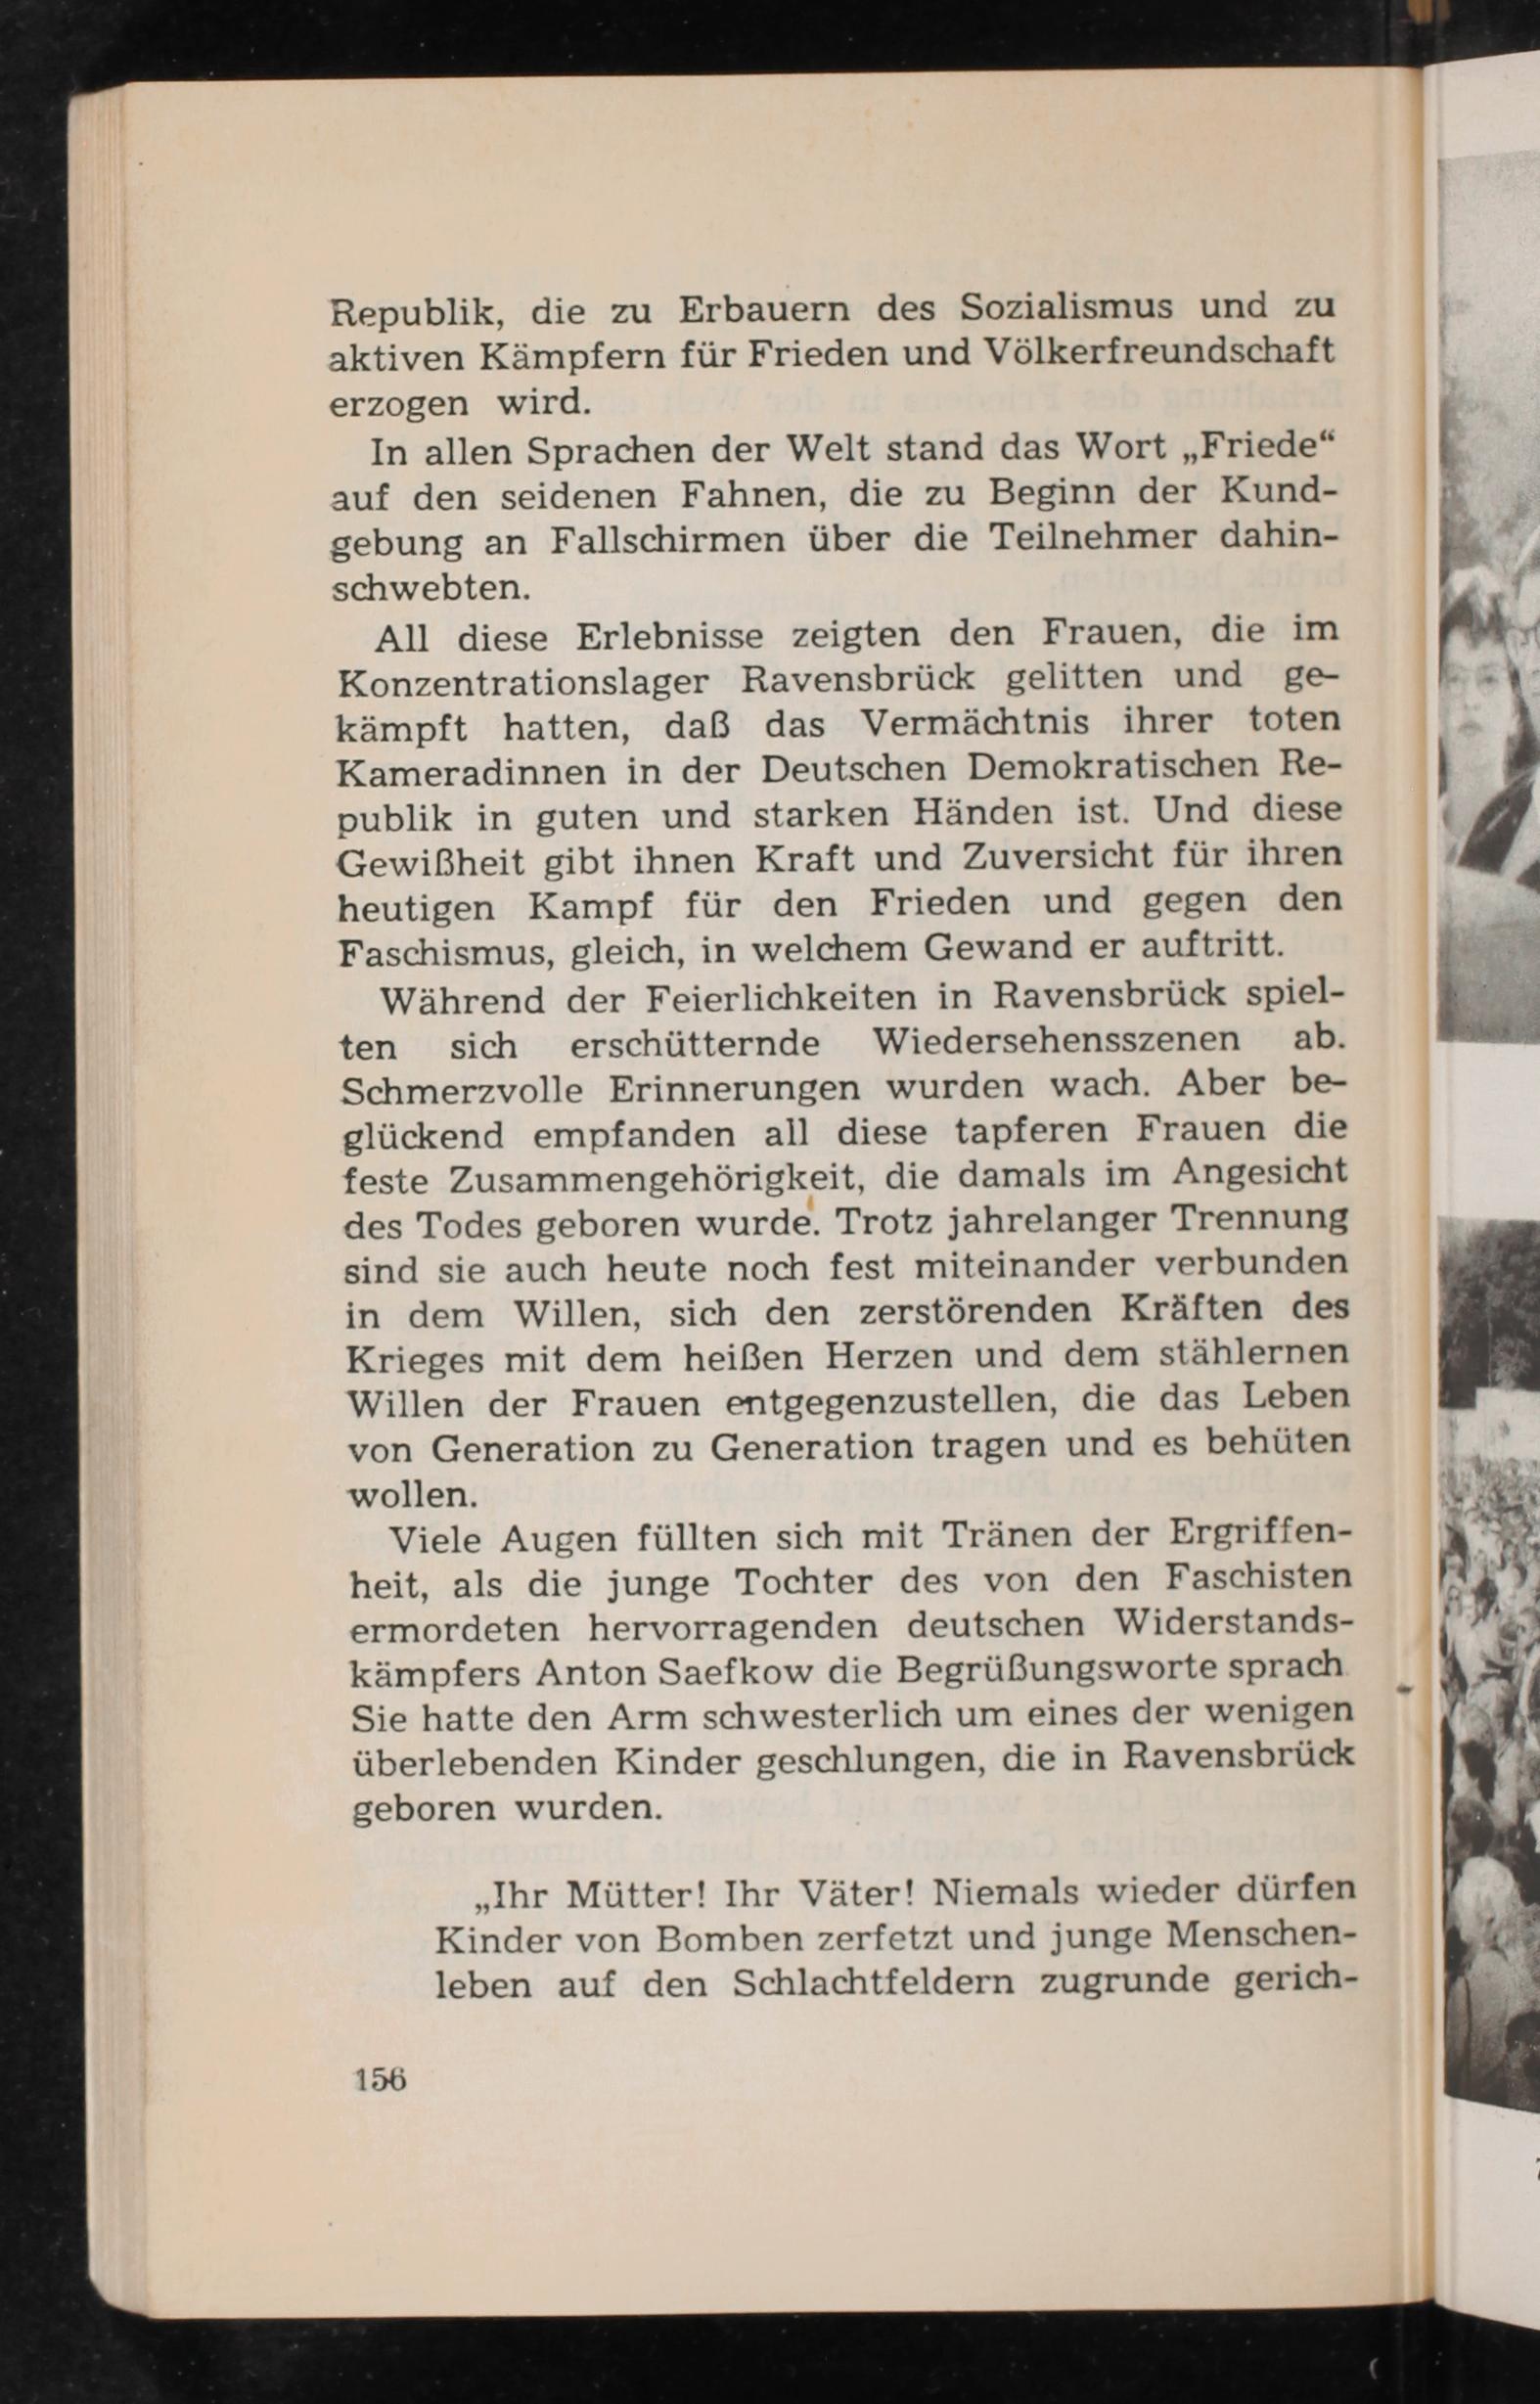 Republik, die zu Erbauern des Sozialismus und zu
aktiven Kämpfern für Frieden und Völkerfreundschaft
erzogen wird.
In allen Sprachen der Welt stand das Wort „Friede“
auf den seidenen Fahnen, die zu Beginn der Kund-
gebung an Fallschirmen über die Teilnehmer dahin-
schwebten.
All diese Erlebnisse zeigten den Frauen, die im
Konzentrationslager Ravensbrück gelitten und ge-
kämpft hatten, daß das Vermächtnis ihrer toten
Kameradinnen in der Deutschen Demokratischen Re-
publik in guten und starken Händen ist. Und diese
Gewißheit gibt ihnen Kraft und Zuversicht für ihren
heutigen Kampf für den Frieden und gegen den
Faschismus, gleich, in welchem Gewand er auftritt.
Während der Feierlichkeiten in Ravensbrück spiel-
ten sich erschütternde Wiedersehensszenen ab.
Schmerzvolle Erinnerungen wurden wach. Aber be-
glückend empfanden all diese tapferen Frauen die
feste Zusammengehörigkeit, die damals im Angesicht
des Todes geboren wurde. Trotz jahrelanger Trennung
sind sie auch heute noch fest miteinander verbunden
in dem Willen, sich den zerstörenden Kräften des
Krieges mit dem heißen Herzen und dem stählernen
Willen der Frauen entgegenzustellen, die das Leben
von Generation zu Generation tragen und es behüten
wollen.
Viele Augen füllten sich mit Tränen der Ergriffen-
heit, als die junge Tochter des von den Faschisten
ermordeten hervorragenden deutschen Widerstands-
kämpfers Anton Saefkow die Begrüßungsworte sprach
Sie hatte den Arm schwesterlich um eines der wenigen
überlebenden Kinder geschlungen, die in Ravensbrück
geboren wurden.
„Ihr Mütter! Ihr Väter! Niemals wieder dürfen
Kinder von Bomben zerfetzt und junge Menschen-
leben auf den Schlachtfeldern zugrunde gerich-
156